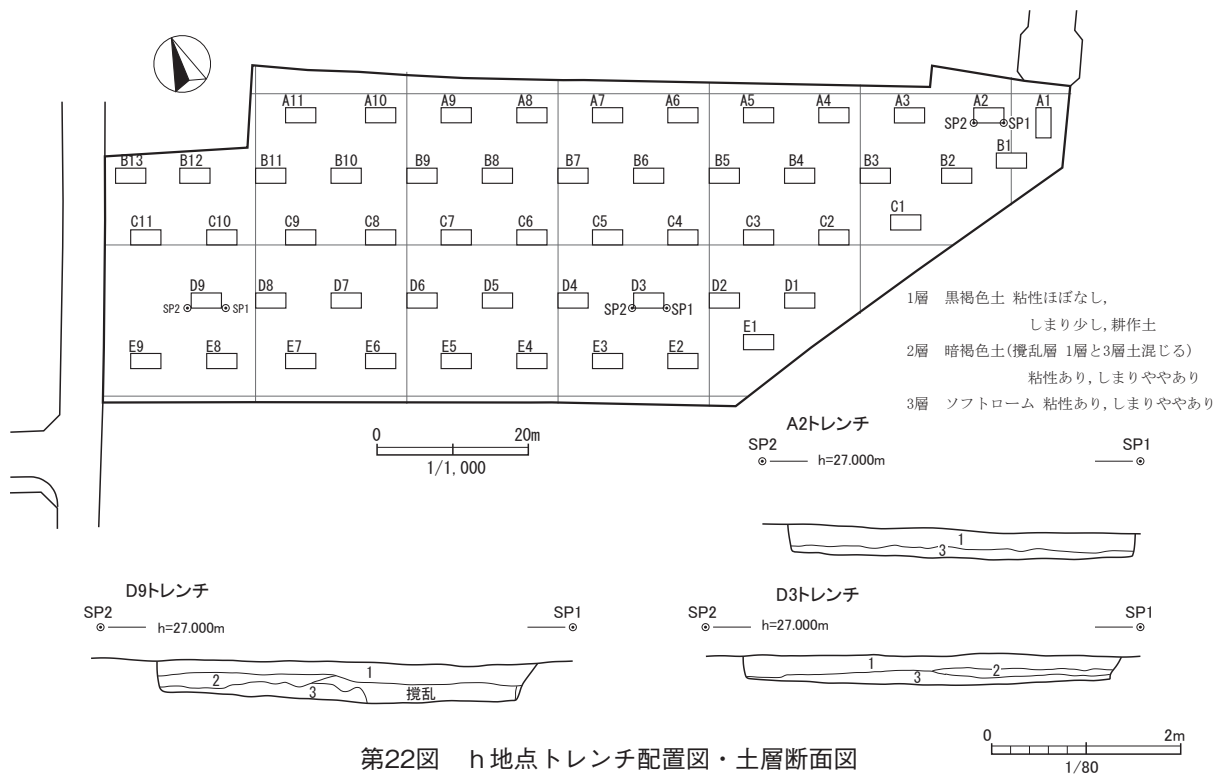 A11 A10 A9 A8 A7 A6 A5 A4 A3 A2 A1
SP2 SP1
B1
B13 B12 B11 B10 B9 B8 B7 B6 B5 B4 B3 B2
C1
C11 C10 C9 C8 C7 C6 C5 C4 C3 C2
D9 D8 D7 D6 D5 D4 D3 D2 D1
SP2 SP1 SP2 SP1
E1
E9 E8 E7 E6 E5 E4 E3 E2
1層 黒褐色土 粘性ほぼなし,
しまり少し, 耕作土
2層 暗褐色土(攪乱層 1層と3層土混じる)
粘性あり, しまりややあり
3層 ソフトローム 粘性あり, しまりややあり
0 20m
1/1,000
A2トレンチ
SP2 SP1
h=27.000m
1
3
D9トレンチ
SP2 SP1
h=27.000m
1
2
3 攪乱
D3トレンチ
SP2 SP1
h=27.000m
1 2
3
0 2m
1/80
第22図 h地点トレンチ配置図・土層断面図